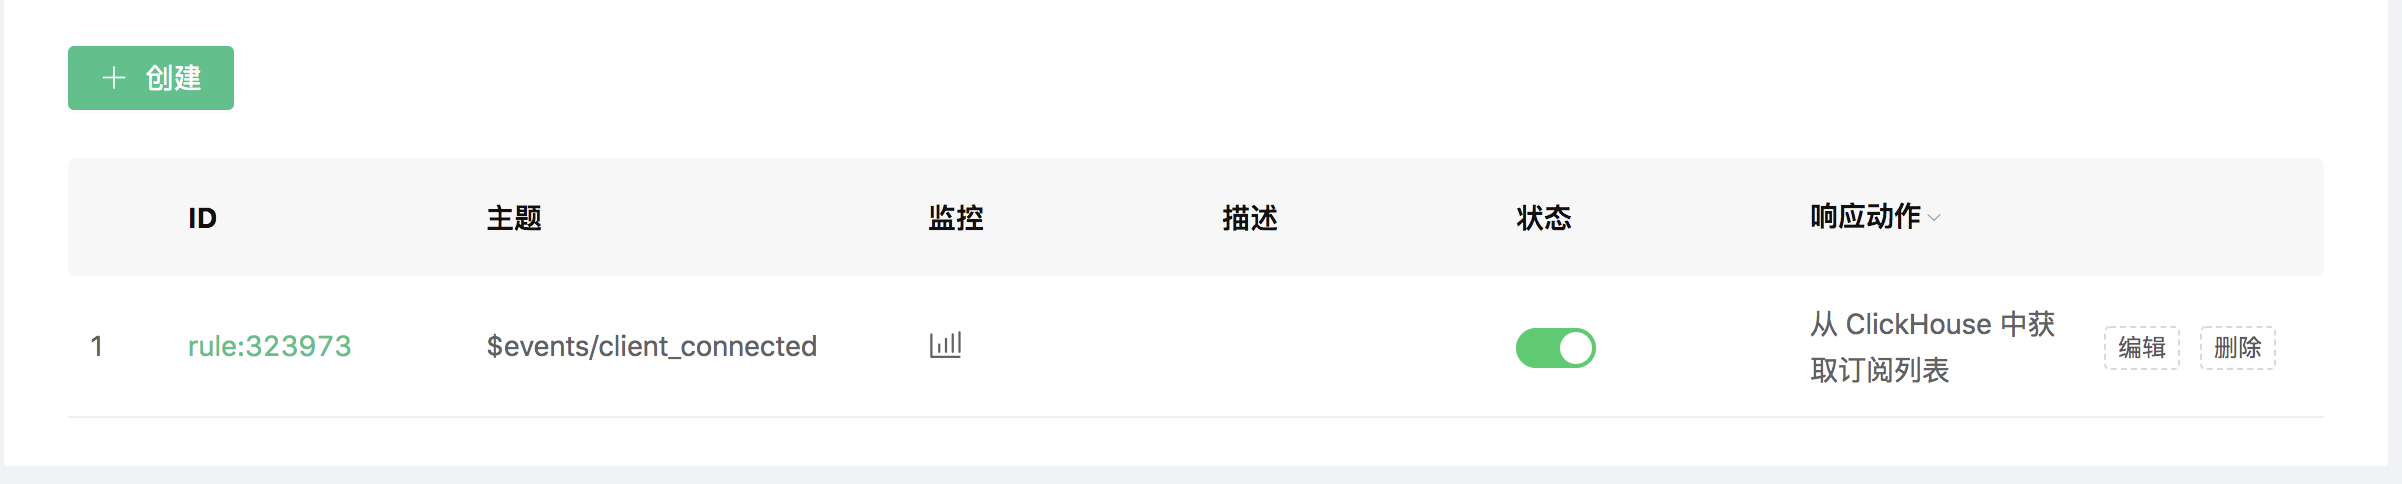 创建
ID 主题 监控 描述 状态 响应动作
1 rule:323973 $events/client_connected 从 ClickHouse 中获 编辑 删除
取订阅列表